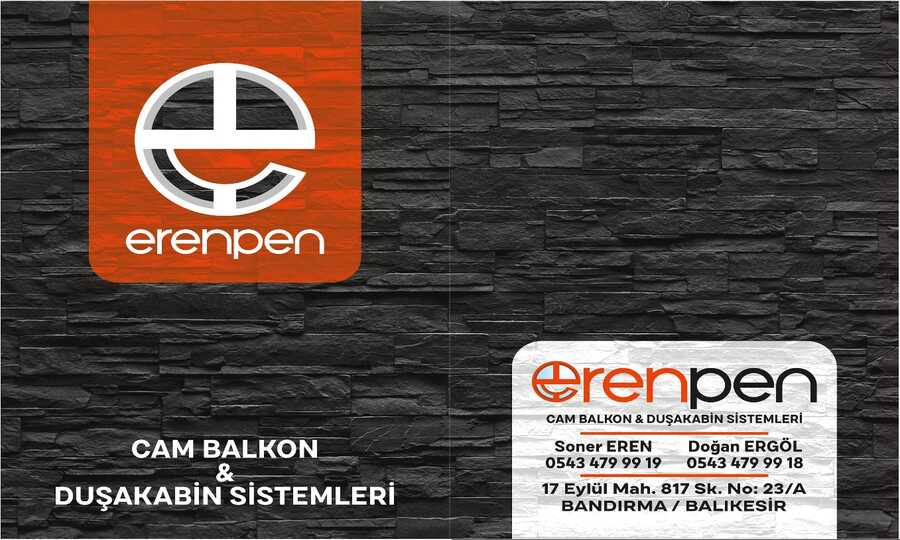 erenpen
CAM BALKON
&
DUŞAKABİN SİSTEMLERİ
erenpen
CAM BALKON & DUŞAKABİN SİSTEMLERİ
Soner EREN Doğan ERGÖL
0543 479 99 19 0543 479 99 18
17 Eylül Mah. 817 Sk. No: 23/A
BANDIRMA / BALIKESİR